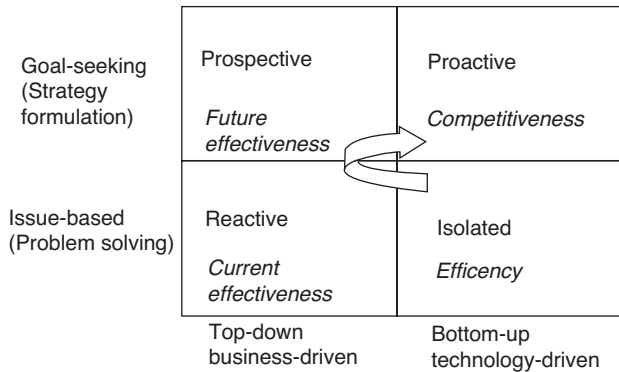 Goal-seeking
(Strategy
formulation)
Prospective
Future
effectiveness
Proactive
Competitiveness
Issue-based
(Problem solving)
Reactive
Current
effectiveness
Isolated
Efficency
Top-down
business-driven
Bottom-up
technology-driven